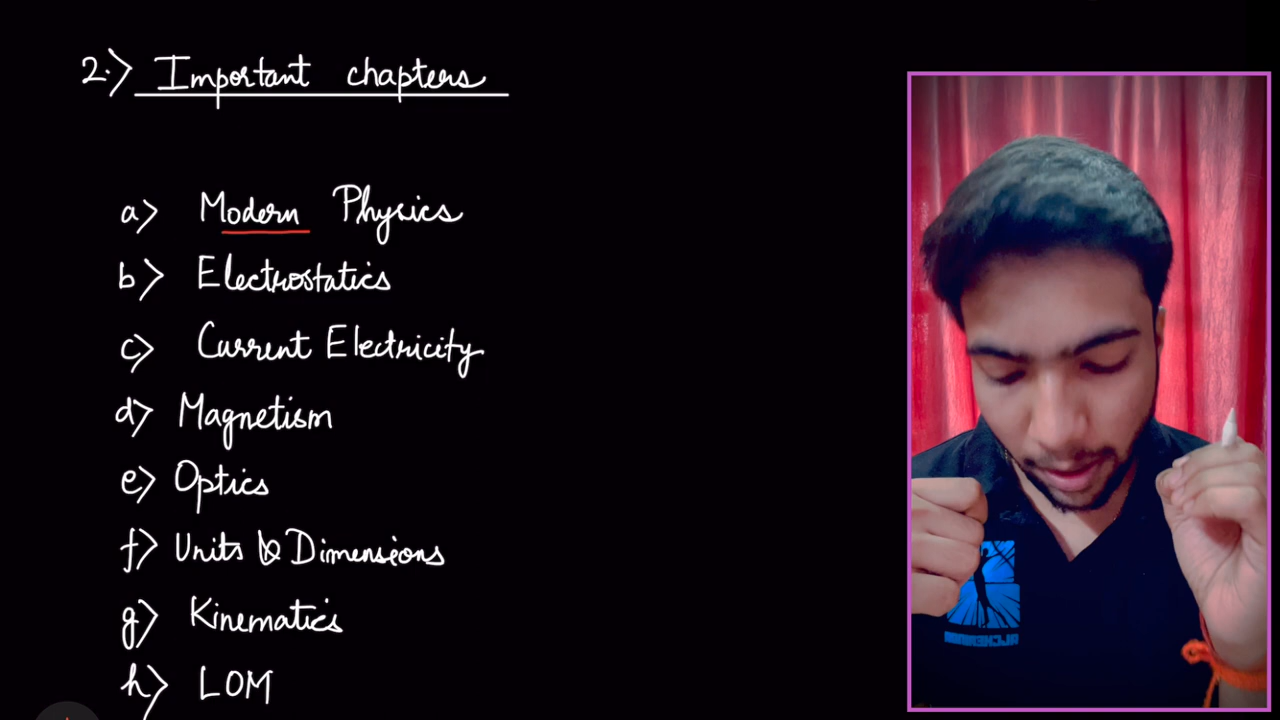 2.) Important chapters
a) Modern Physics
b) Electrostatics
c) Current Electricity
d) Magnetism
e) Optics
f) Units & Dimensions
g) Kinematics
h) LOM